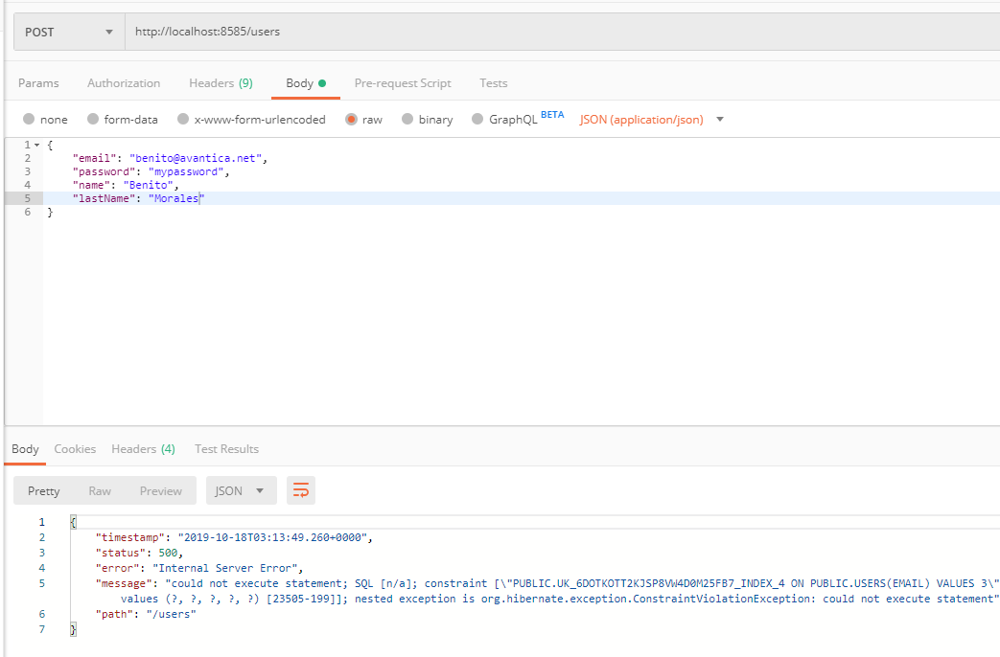 POST http://localhost:8585/users
Params Authorization Headers (9) Body Pre-request Script Tests
none form-data x-www-form-urlencoded raw binary GraphQL BETA JSON (application/json)
1 {
2 "email": "benito@avantica.net",
3 "password": "mypassword",
4 "name": "Benito",
5 "lastName": "Morales"
6 }
Body Cookies Headers (4) Test Results
Pretty Raw Preview JSON
1 {
2 "timestamp": "2019-10-18T03:13:49.260+0000",
3 "status": 500,
4 "error": "Internal Server Error",
5 "message": "could not execute statement; SQL [n/a]; constraint [\"PUBLIC.UK_6DOTKOTT2KJSP8VW4D0M25FB7_INDEX_4 ON PUBLIC.USERS(EMAIL) VALUES 3\"
values (?, ?, ?, ?, ?) [23505-199]]; nested exception is org.hibernate.exception.ConstraintViolationException: could not execute statement"
6 "path": "/users"
7 }